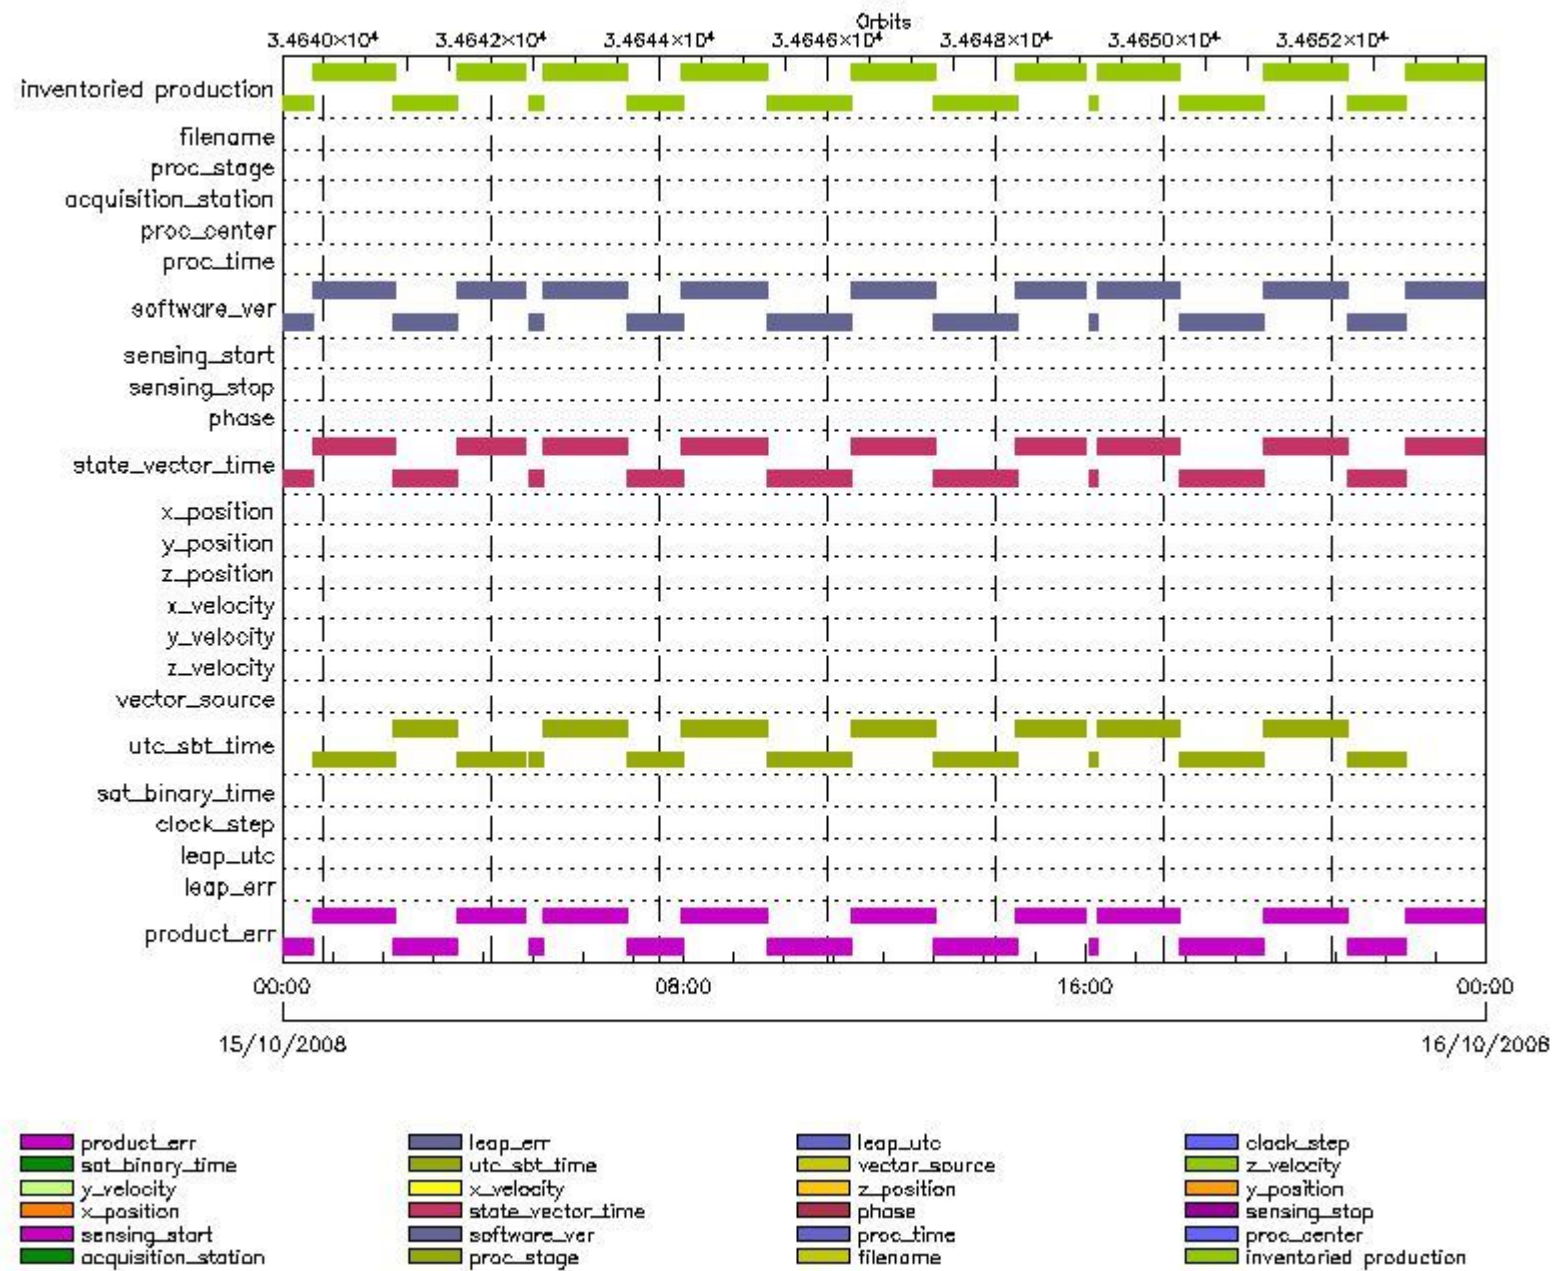 Orbits
3.4640×10⁴ 3.4642×10⁴ 3.4644×10⁴ 3.4646×10⁴ 3.4648×10⁴ 3.4650×10⁴ 3.4652×10⁴
inventoried production
filename
proc_stage
acquisition_station
proc_center
proc_time
software_ver
sensing_start
sensing_stop
phase
state_vector_time
x_position
y_position
z_position
x_velocity
y_velocity
z_velocity
vector_source
utc_sbt_time
sat_binary_time
clock_step
leap_utc
leap_err
product_err
00:00 08:00 16:00 00:00
15/10/2008 16/10/2008
product_err leap_err leap_utc clock_step
sat_binary_time utc_sbt_time vector_source z_velocity
y_velocity x_velocity z_position y_position
x_position state_vector_time phase sensing_stop
sensing_start software_ver proc_time proc_center
acquisition_station proc_stage filename inventoried production